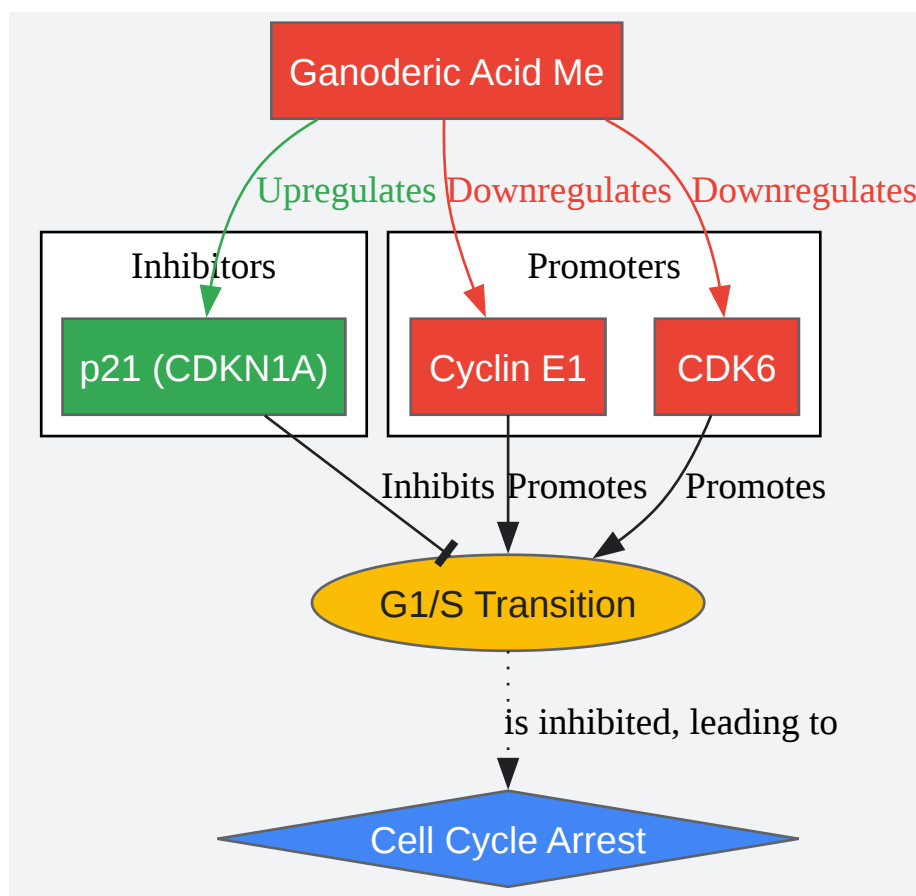 Ganoderic Acid Me
Upregulates Downregulates Downregulates
Inhibitors Promoters
p21 (CDKN1A) Cyclin E1 CDK6
Inhibits Promotes Promotes
G1/S Transition
is inhibited, leading to
Cell Cycle Arrest